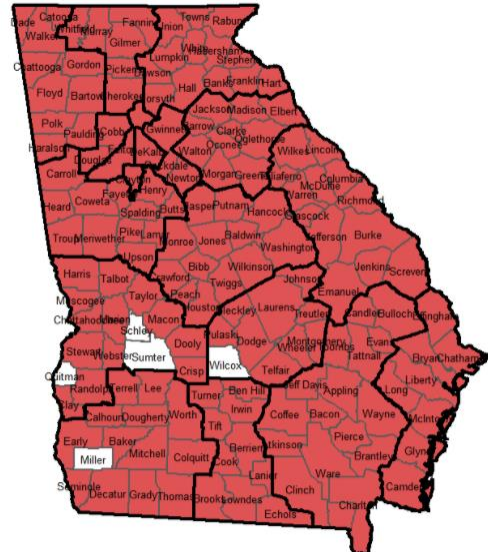 Catoosa
Fannin
Towns
Rabun
Dade
Whitfield
Murray
Union
Walker
Gilmer
White
Habersham
Lumpkin
Stephens
Chattooga
Gordon
Pickens
Dawson
Banks
Franklin
Hart
Floyd
Bartow
Cherokee
Forsyth
Hall
Jackson
Madison
Elbert
Polk
Paulding
Cobb
Gwinnett
Barrow
Clarke
Oglethorpe
Haralson
Fulton
DeKalb
Walton
Oconee
Wilkes
Lincoln
Douglas
Rockdale
Carroll
Clayton
Newton
Morgan
Greene
Taliaferro
McDuffie
Columbia
Fayette
Henry
Warren
Richmond
Heard
Coweta
Spalding
Butts
Jasper
Putnam
Hancock
Glascock
Troup
Meriwether
Pike
Lamar
Monroe
Jones
Baldwin
Washington
Jefferson
Burke
Upson
Bibb
Wilkinson
Jenkins
Screven
Harris
Talbot
Crawford
Twiggs
Johnson
Emanuel
Taylor
Peach
Muscogee
Houston
Bleckley
Laurens
Treutlen
Candler
Bulloch
Effingham
Chattahoochee
Marion
Macon
Schley
Dooly
Pulaski
Dodge
Montgomery
Wheeler
Toombs
Evans
Stewart
Webster
Sumter
Wilcox
Tattnall
Bryan
Chatham
Quitman
Crisp
Telfair
Liberty
Randolph
Terrell
Lee
Turner
Ben Hill
Jeff Davis
Appling
Long
Clay
Calhoun
Dougherty
Worth
Irwin
Coffee
Bacon
Wayne
McIntosh
Early
Baker
Tift
Atkinson
Pierce
Miller
Mitchell
Colquitt
Berrien
Brantley
Glynn
Cook
Ware
Seminole
Lanier
Decatur
Grady
Thomas
Brooks
Lowndes
Clinch
Camden
Echols
Charlton